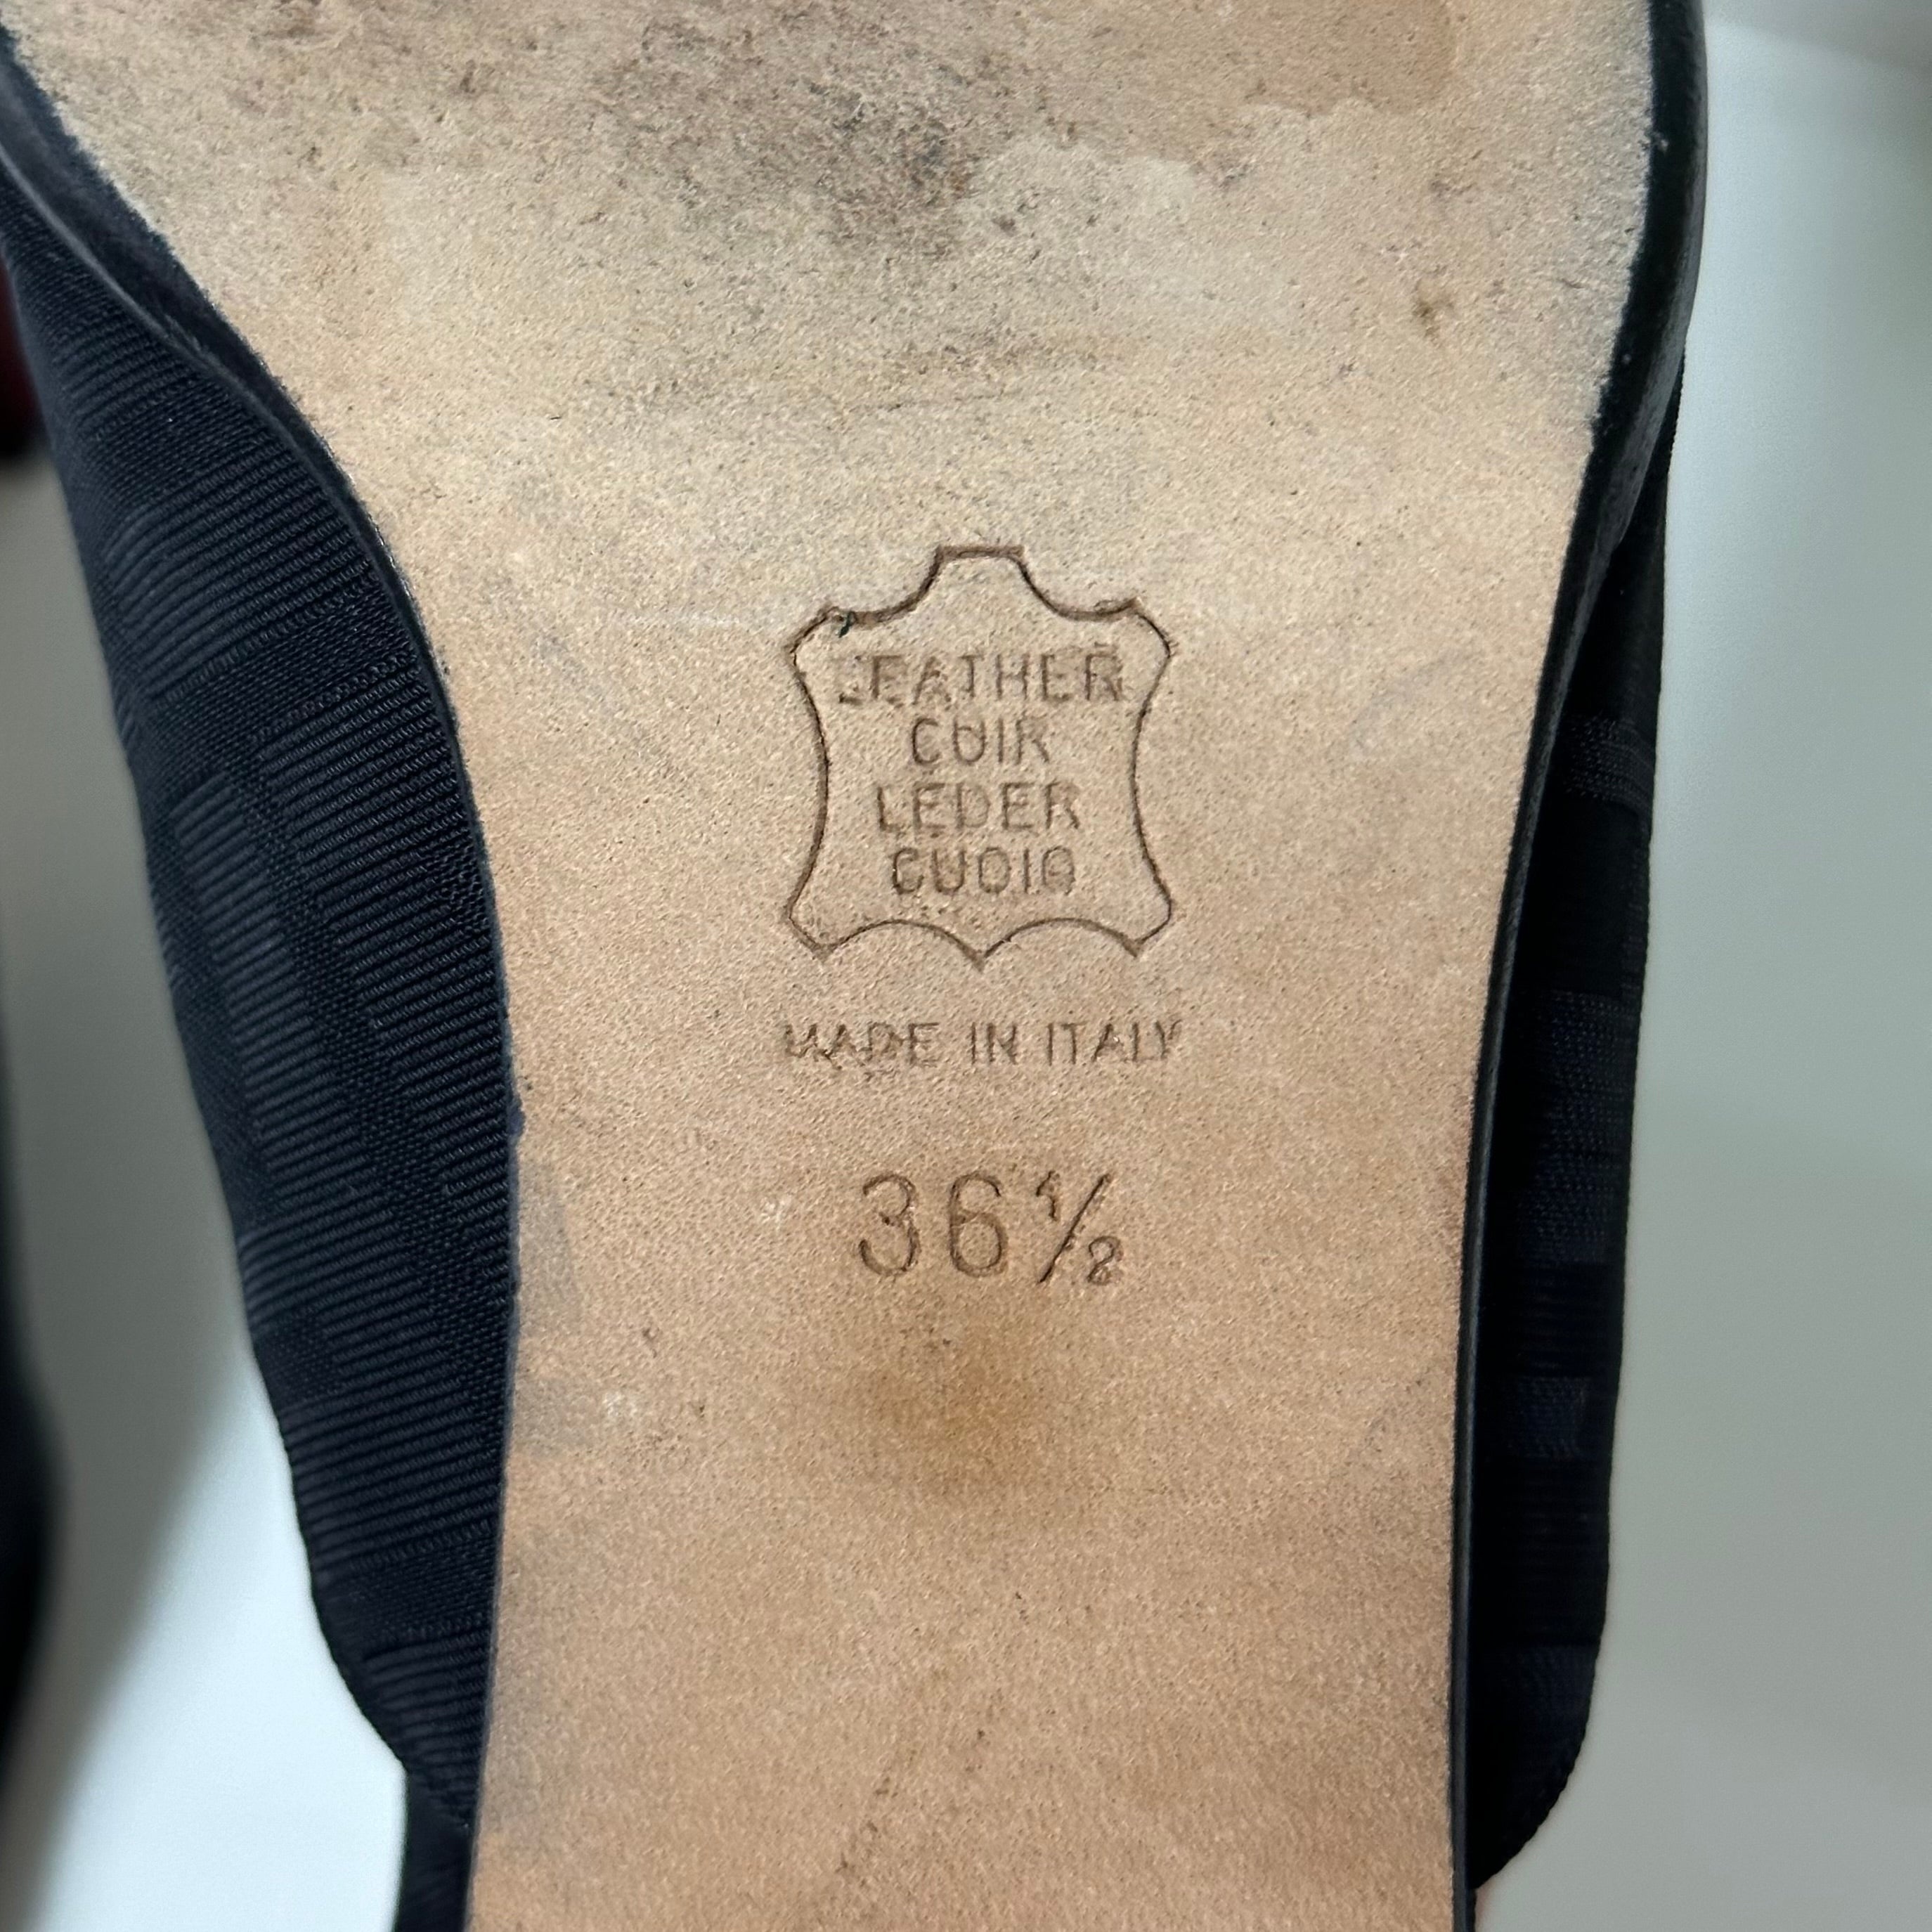 LEATHER
CUIR
LEDER
CUOIO
MADE IN ITALY
36½